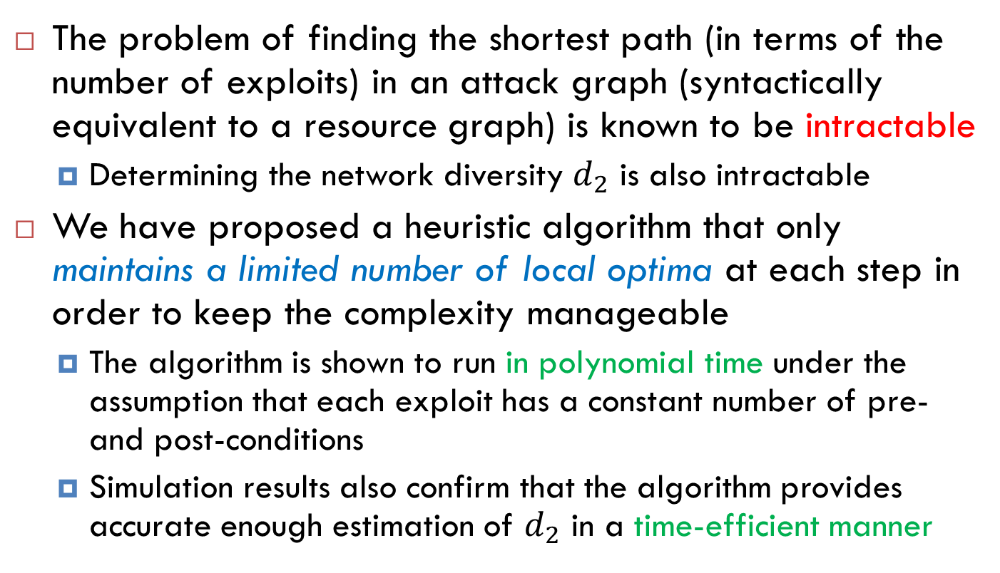 The problem of finding the shortest path (in terms of the
number of exploits) in an attack graph (syntactically
equivalent to a resource graph) is known to be intractable
Determining the network diversity d₂ is also intractable
We have proposed a heuristic algorithm that only
maintains a limited number of local optima at each step in
order to keep the complexity manageable
The algorithm is shown to run in polynomial time under the
assumption that each exploit has a constant number of pre-
and post-conditions
Simulation results also confirm that the algorithm provides
accurate enough estimation of d₂ in a time-efficient manner